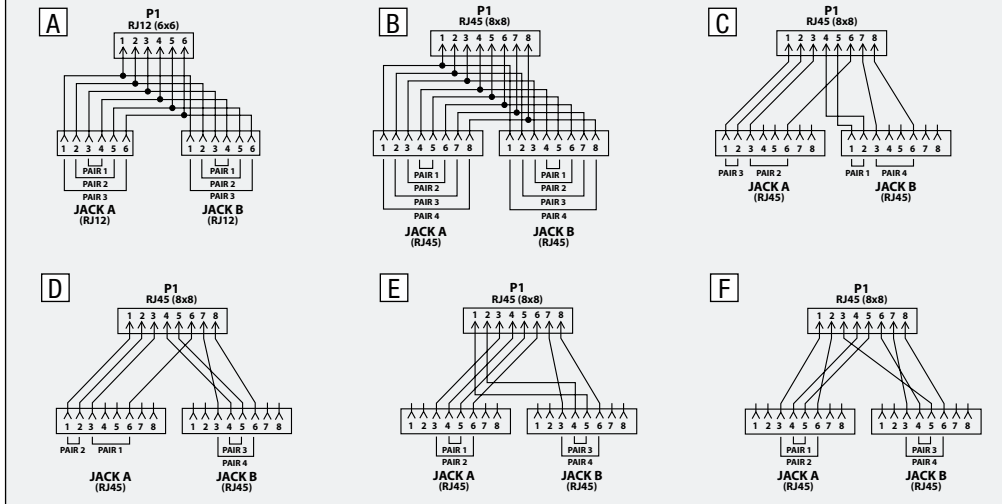 A
P1
RJ12 (6x6)
1 2 3 4 5 6
1 2 3 4 5 6
1 2 3 4 5 6
PAIR 1
PAIR 2
PAIR 3
PAIR 1
PAIR 2
PAIR 3
JACK A
(RJ12)
JACK B
(RJ12)
B
P1
RJ45 (8x8)
1 2 3 4 5 6 7 8
1 2 3 4 5 6 7 8
1 2 3 4 5 6 7 8
PAIR 1
PAIR 2
PAIR 3
PAIR 4
PAIR 1
PAIR 2
PAIR 3
PAIR 4
JACK A
(RJ45)
JACK B
(RJ45)
C
P1
RJ45 (8x8)
1 2 3 4 5 6 7 8
1 2 3 4 5 6 7 8
1 2 3 4 5 6 7 8
PAIR 3
PAIR 2
PAIR 1
PAIR 4
JACK A
(RJ45)
JACK B
(RJ45)
D
P1
RJ45 (8x8)
1 2 3 4 5 6 7 8
1 2 3 4 5 6 7 8
1 2 3 4 5 6 7 8
PAIR 2
PAIR 1
PAIR 3
PAIR 4
JACK A
(RJ45)
JACK B
(RJ45)
E
P1
RJ45 (8x8)
1 2 3 4 5 6 7 8
1 2 3 4 5 6 7 8
1 2 3 4 5 6 7 8
PAIR 1
PAIR 2
PAIR 3
PAIR 4
JACK A
(RJ45)
JACK B
(RJ45)
F
P1
RJ45 (8x8)
1 2 3 4 5 6 7 8
1 2 3 4 5 6 7 8
1 2 3 4 5 6 7 8
PAIR 1
PAIR 2
PAIR 3
PAIR 4
JACK A
(RJ45)
JACK B
(RJ45)